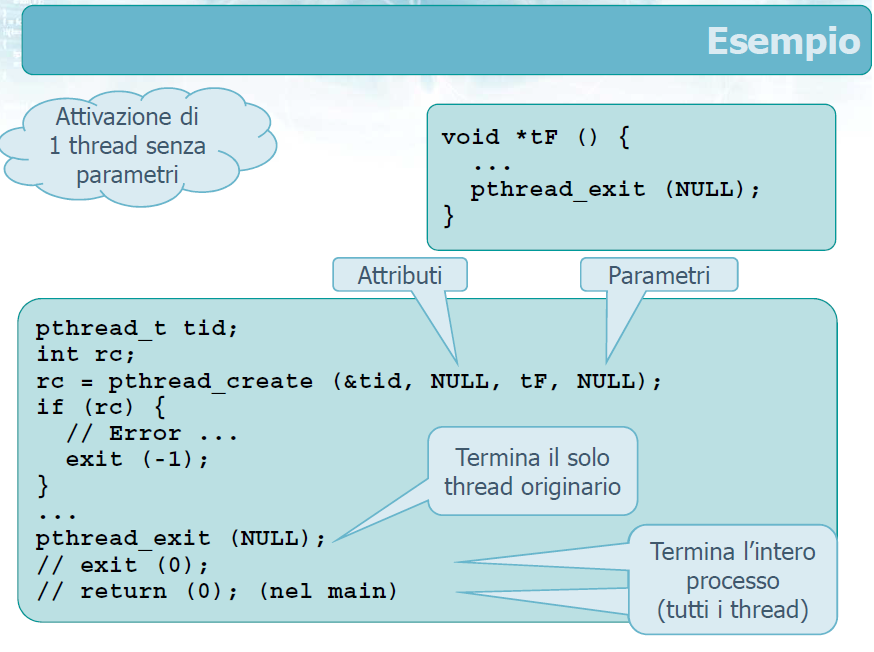 Esempio
Attivazione di
1 thread senza
parametri
void *tF () {
...
pthread_exit (NULL);
}
Attributi
Parametri
pthread_t tid;
int rc;
rc = pthread_create (&tid, NULL, tF, NULL);
if (rc) {
// Error ...
exit (-1);
}
...
pthread_exit (NULL);
// exit (0);
// return (0); (nel main)
Termina il solo
thread originario
Termina l'intero
processo
(tutti i thread)